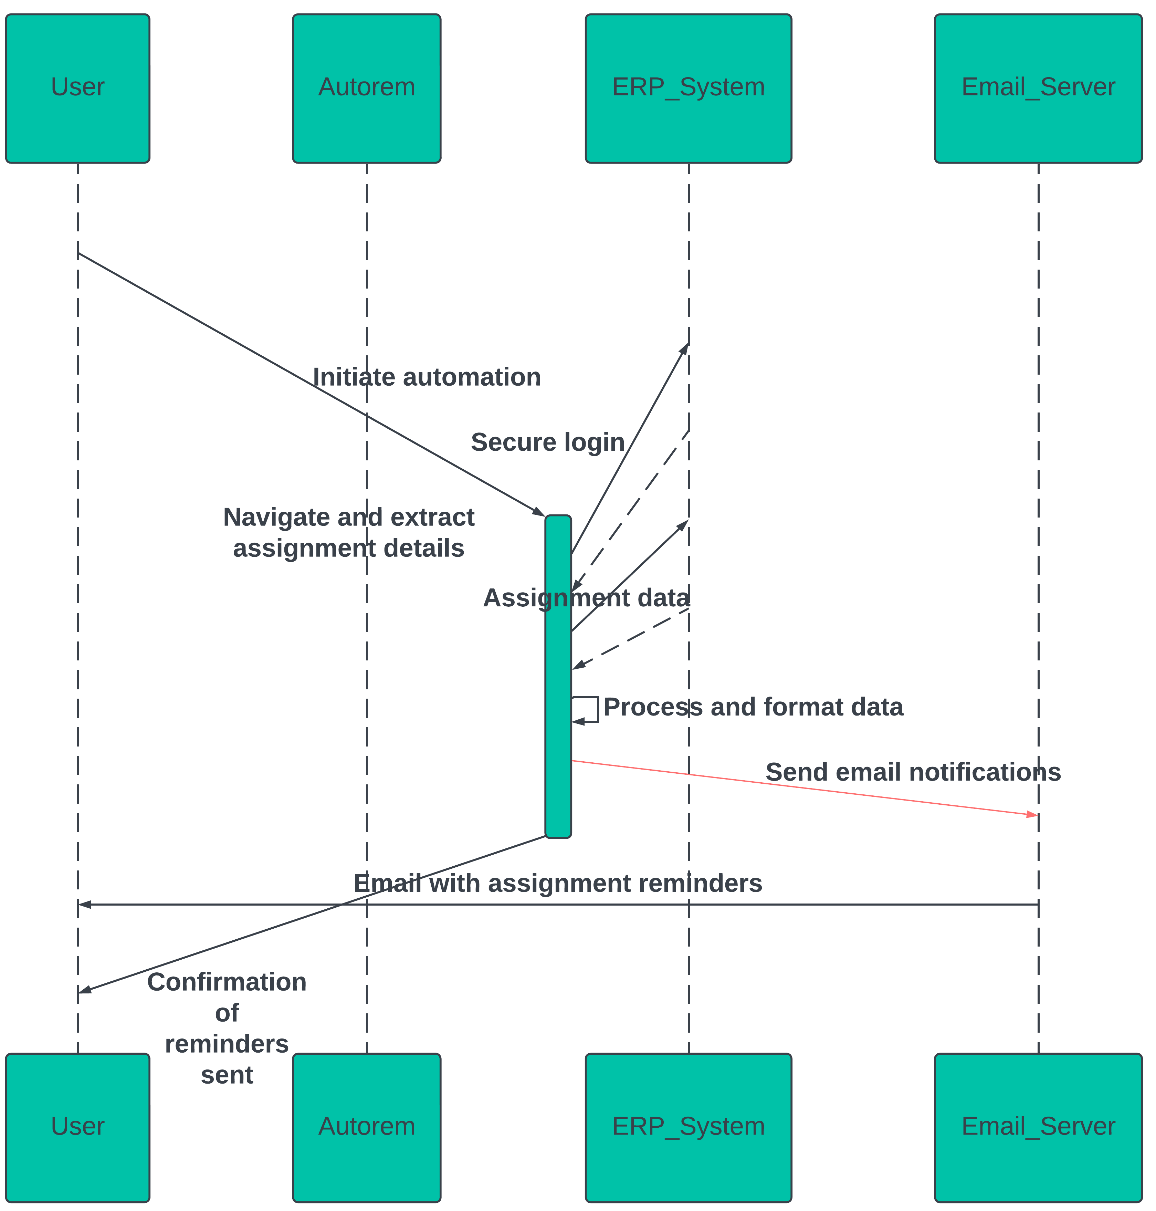 User
Autorem
ERP_System
Email_Server
Initiate automation
Secure login
Navigate and extract
assignment details
Assignment data
Process and format data
Send email notifications
Email with assignment reminders
Confirmation
of
reminders
sent
User
Autorem
ERP_System
Email_Server